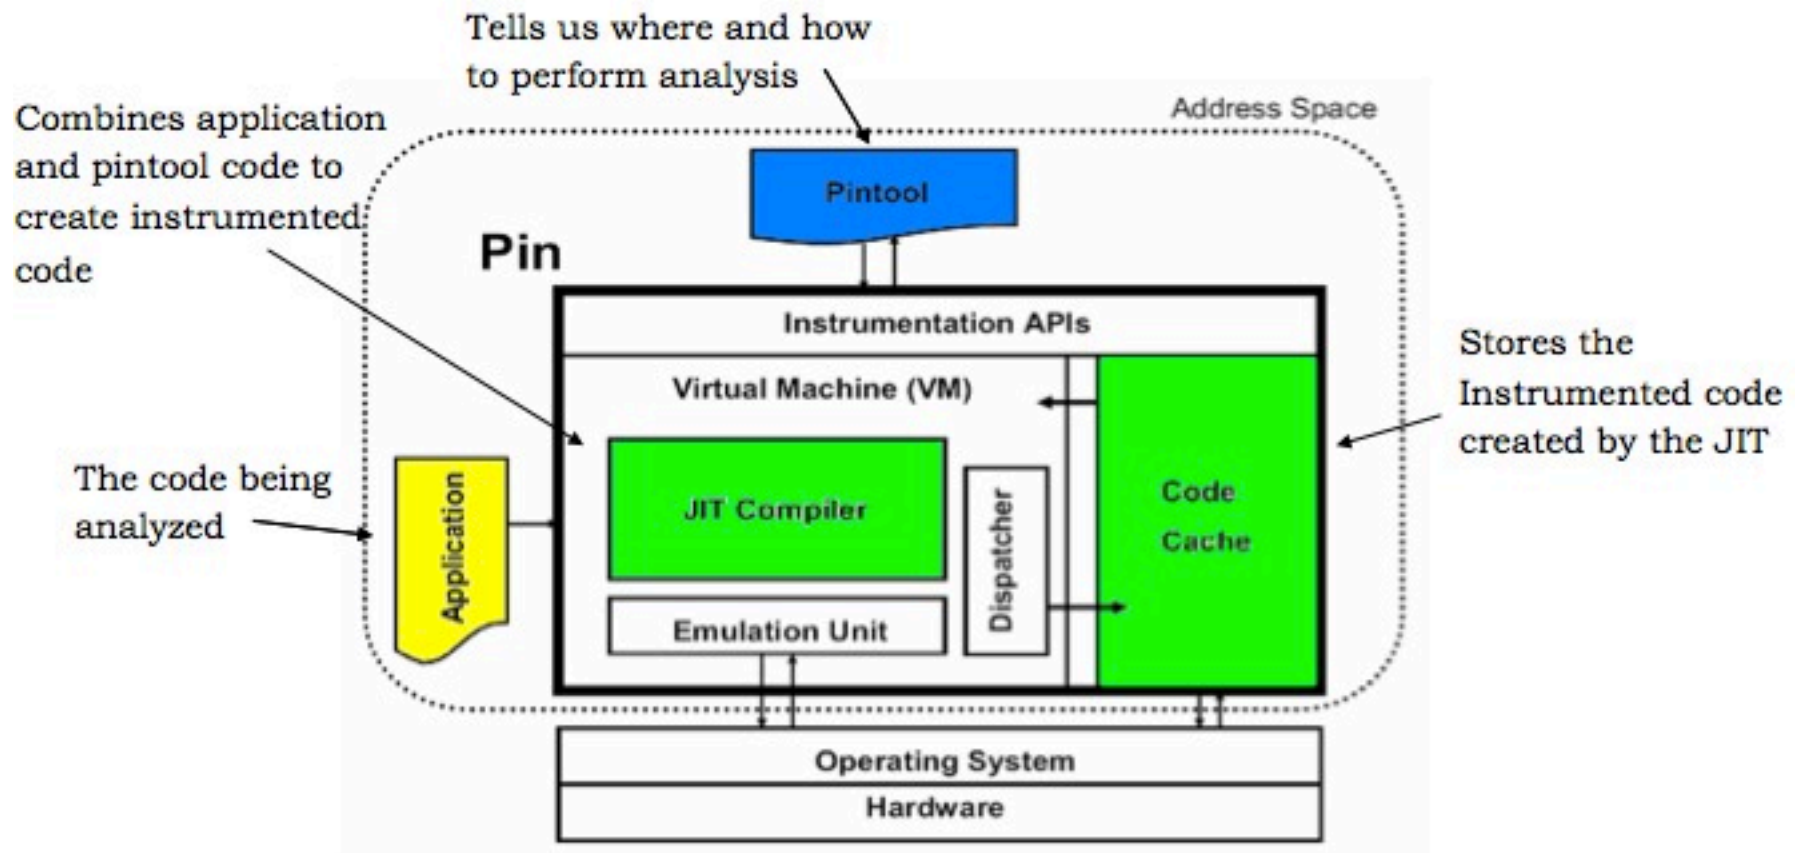 Tells us where and how
to perform analysis
Address Space
Combines application
and pintool code to
create instrumented
code
Pintool
Pin
Instrumentation APIs
Virtual Machine (VM)
Stores the
Instrumented code
created by the JIT
The code being
analyzed
Application
JIT Compiler
Dispatcher
Code
Cache
Emulation Unit
Operating System
Hardware